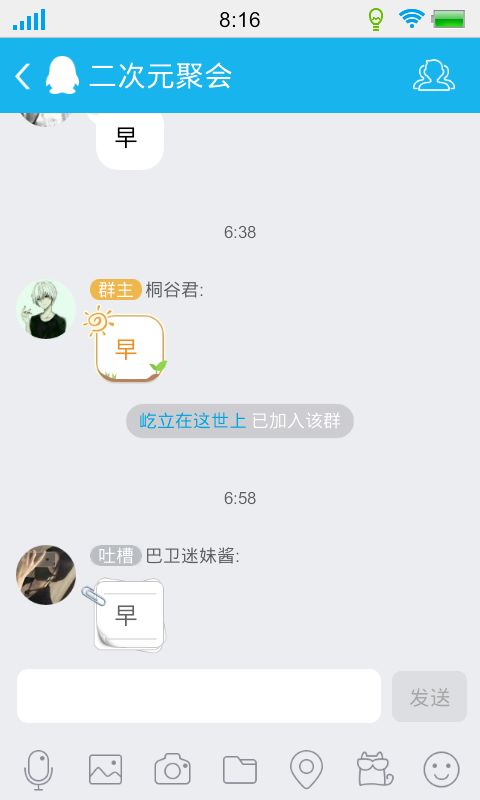 8:16
二次元聚会
早
6:38
群主 桐谷君:
早
屹立在这世上 已加入该群
6:58
吐槽 巴卫迷妹酱:
早
发送